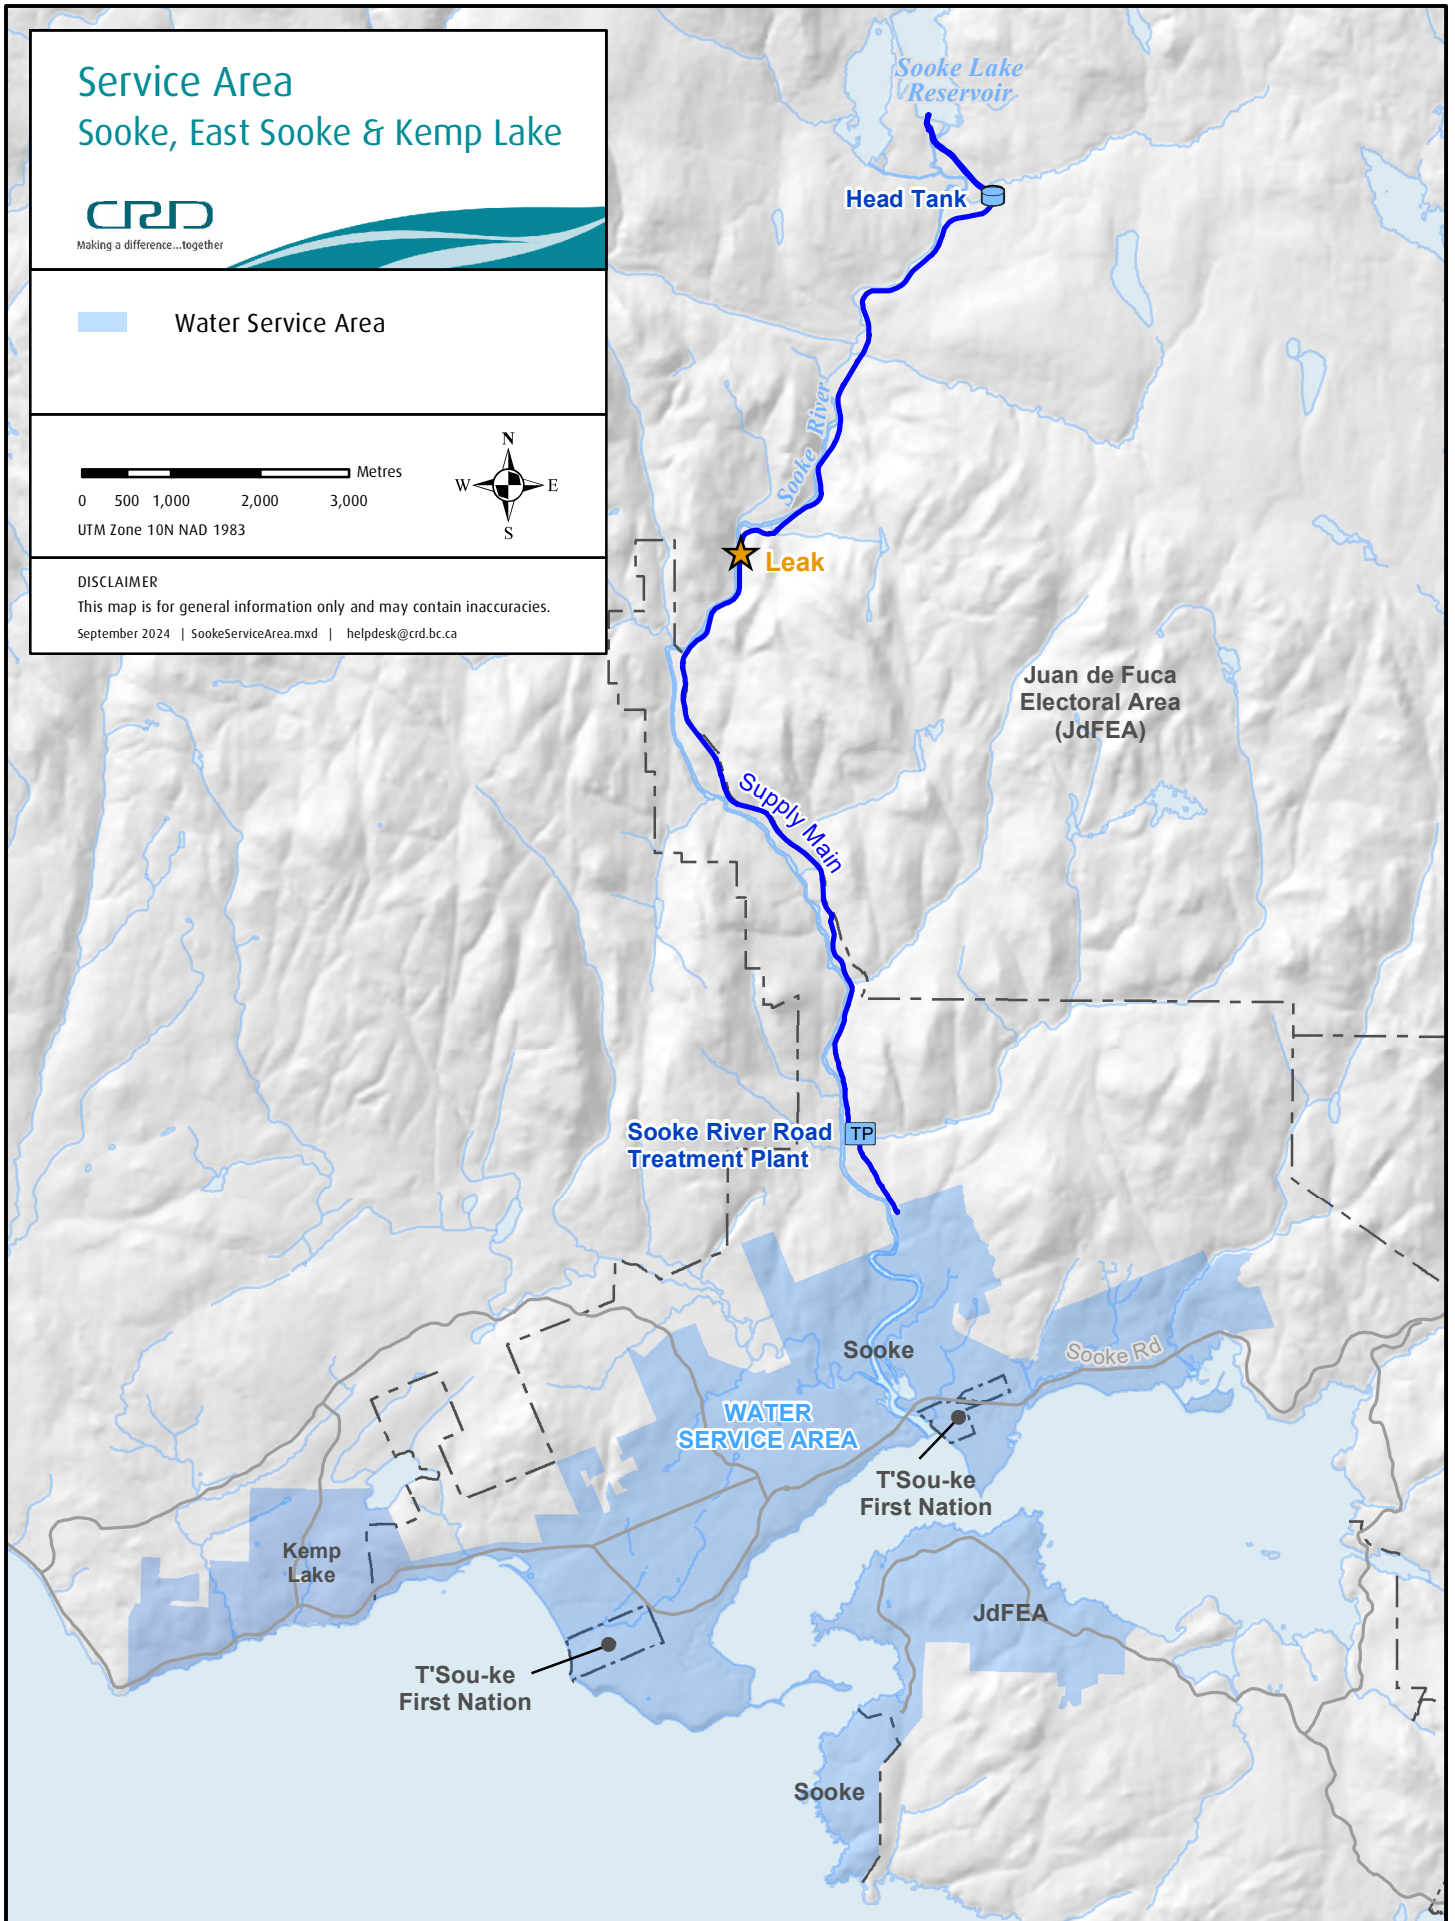 Service Area
Sooke, East Sooke & Kemp Lake
CRD
Making a difference...together
Water Service Area
Metres
0 500 1,000 2,000 3,000
UTM Zone 10N NAD 1983
N
W E
S
DISCLAIMER
This map is for general information only and may contain inaccuracies.
September 2024 | SookeServiceArea.mxd | helpdesk@crd.bc.ca
Sooke Lake
Reservoir
Head Tank
Sooke River
Leak
Juan de Fuca
Electoral Area
(JdFEA)
Supply Main
Sooke River Road
Treatment Plant
TP
Sooke
Sooke Rd
WATER
SERVICE AREA
T'Sou-ke
First Nation
Kemp
Lake
JdFEA
T'Sou-ke
First Nation
Sooke